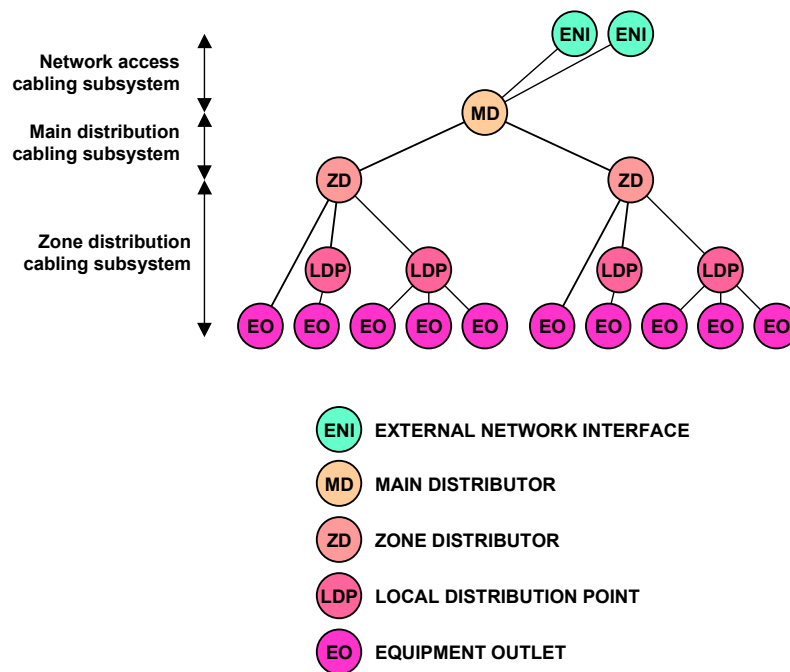 ENI ENI
Network access
cabling subsystem
MD
Main distribution
cabling subsystem
ZD ZD
Zone distribution
cabling subsystem
LDP LDP LDP LDP
EO EO EO EO EO EO EO EO EO EO
ENI EXTERNAL NETWORK INTERFACE
MD MAIN DISTRIBUTOR
ZD ZONE DISTRIBUTOR
LDP LOCAL DISTRIBUTION POINT
EO EQUIPMENT OUTLET